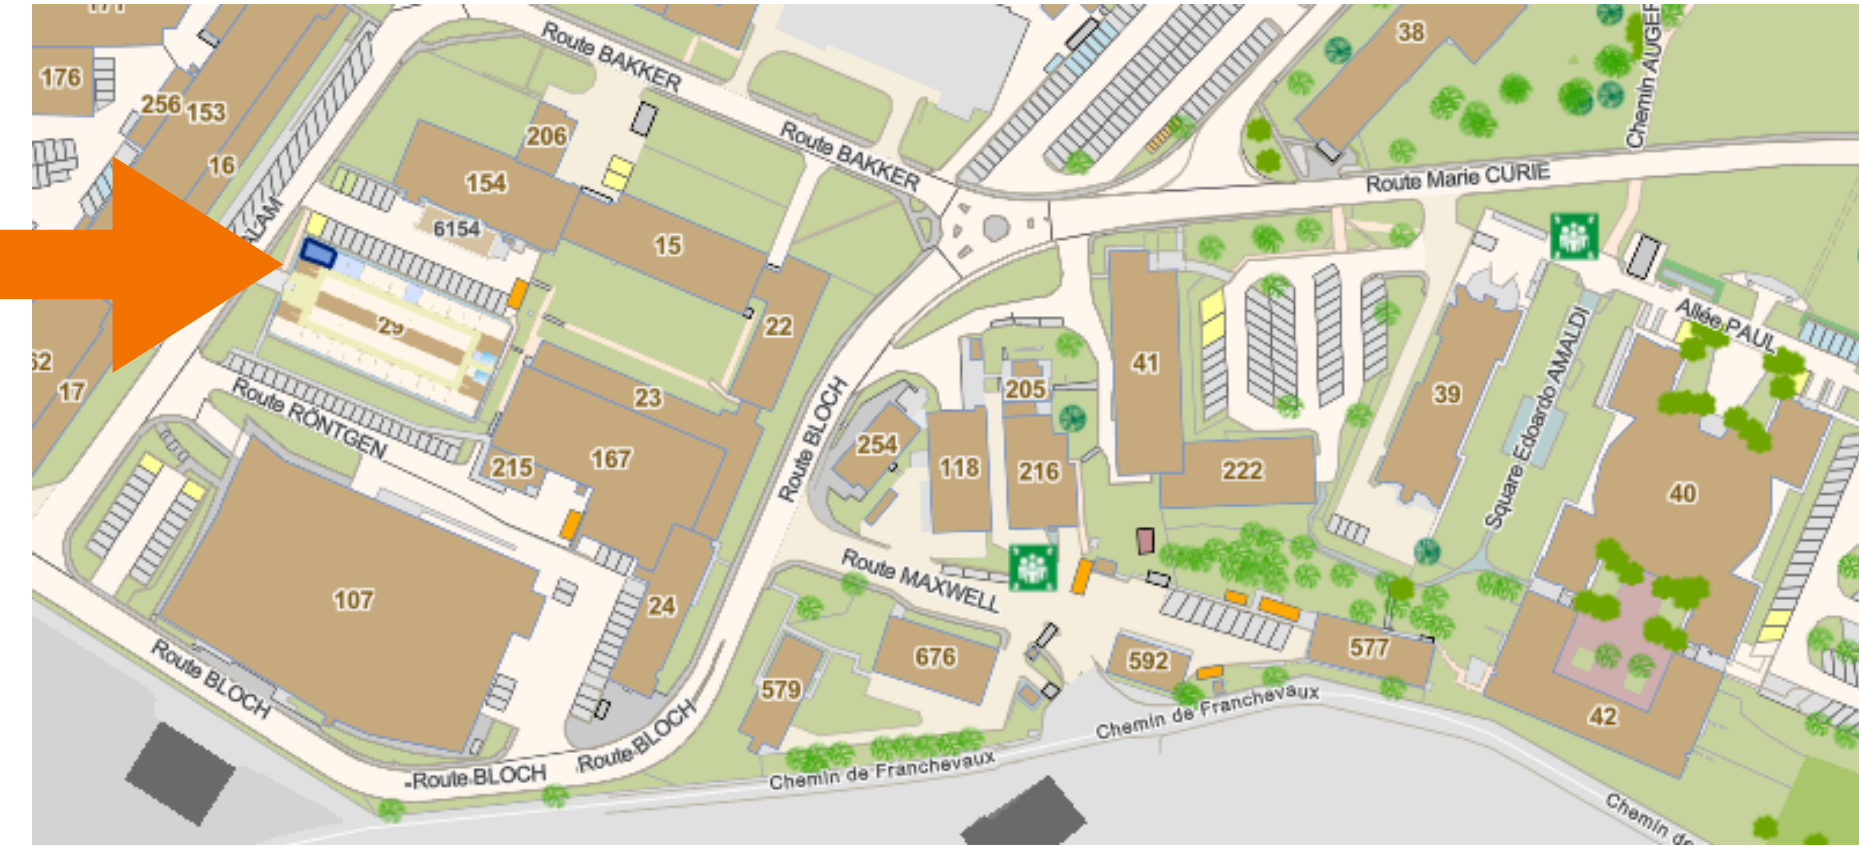 171
38
Route BAKKER
Chemin AUGER
176
256
153
206
16
Route BAKKER
154
Route Marie CURIE
ALAM
6154
15
29
22
Allée PAUL
62
17
41
205
39
Square Edoardo AMALDI
23
Route RÖNTGEN
Route BLOCH
254
215
167
118
216
222
40
Route MAXWELL
107
24
676
592
577
Route BLOCH
579
42
Route BLOCH
Route BLOCH
Chemin de Franchevaux
Chemin de Franchevaux
Chemin de